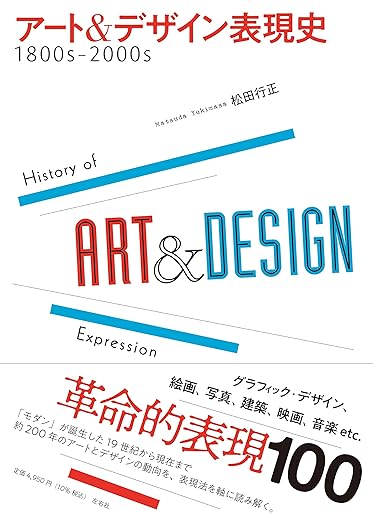 アート&デザイン表現史
1800s-2000s
Matsuda Yukimasa 松田行正
History of
ART&DESIGN
Expression
グラフィック・デザイン、
絵画、写真、建築、映画、音楽 etc.
革命的表現100
「モダン」が誕生した19世紀から現在まで
約200年のアートとデザインの動向を、表現法を軸に読み解く。
定価4,950円(10%税込) 左右社